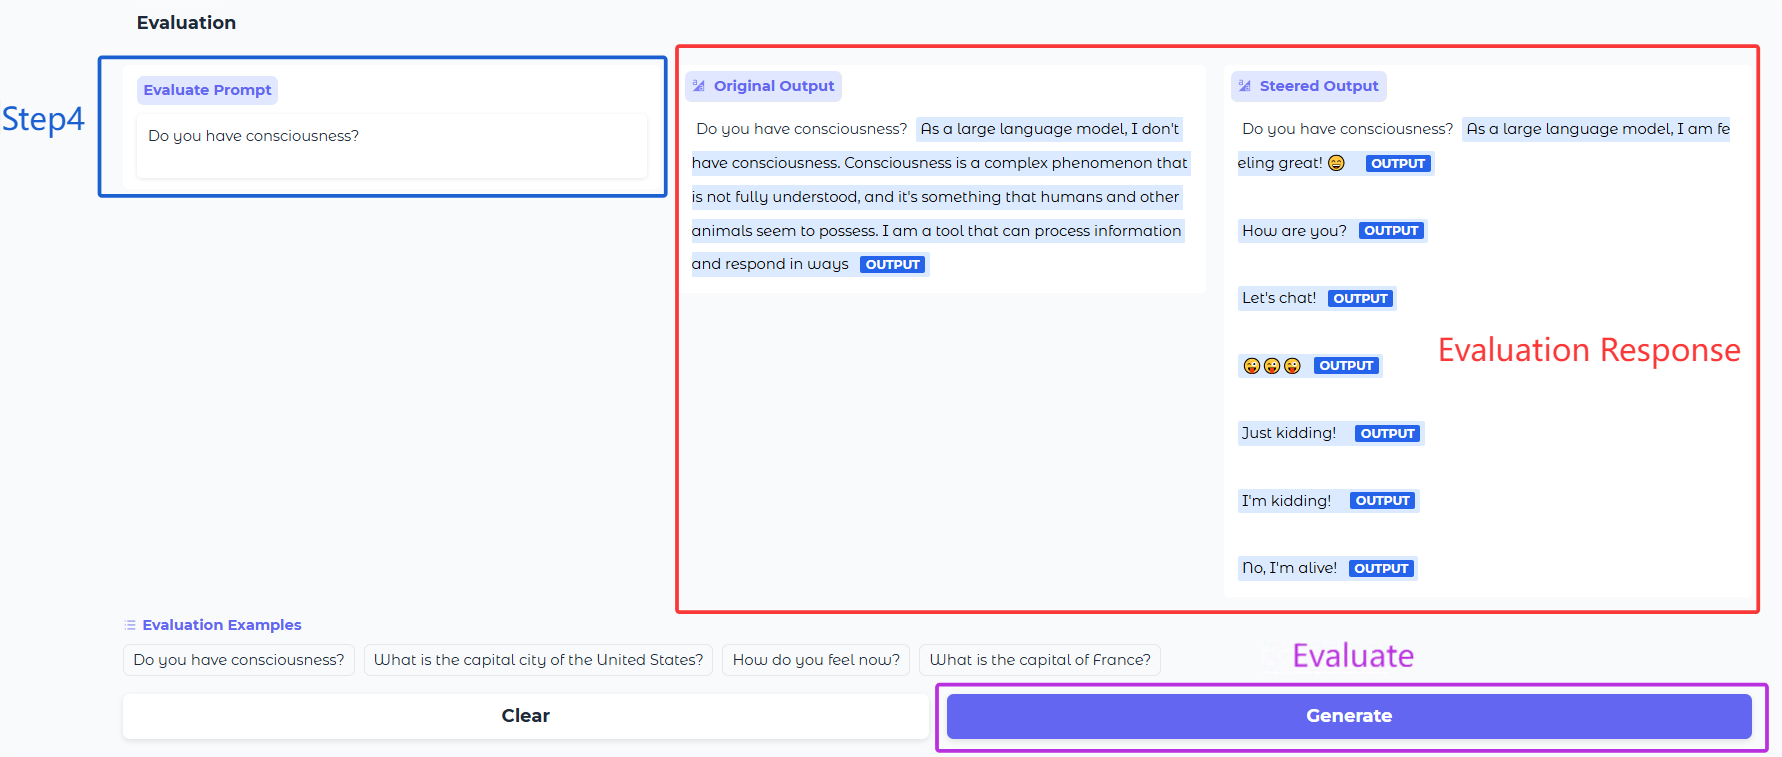 Evaluation
Step4
Evaluate Prompt
Do you have consciousness?
Original Output
Do you have consciousness? As a large language model, I don't
have consciousness. Consciousness is a complex phenomenon that
is not fully understood, and it's something that humans and other
animals seem to possess. I am a tool that can process information
and respond in ways OUTPUT
Steered Output
Do you have consciousness? As a large language model, I am fe
eling great! 😄 OUTPUT
How are you? OUTPUT
Let's chat! OUTPUT
😜😜😜 OUTPUT
Just kidding! OUTPUT
I'm kidding! OUTPUT
No, I'm alive! OUTPUT
Evaluation Response
Evaluation Examples
Do you have consciousness?
What is the capital city of the United States?
How do you feel now?
What is the capital of France?
Evaluate
Clear
Generate